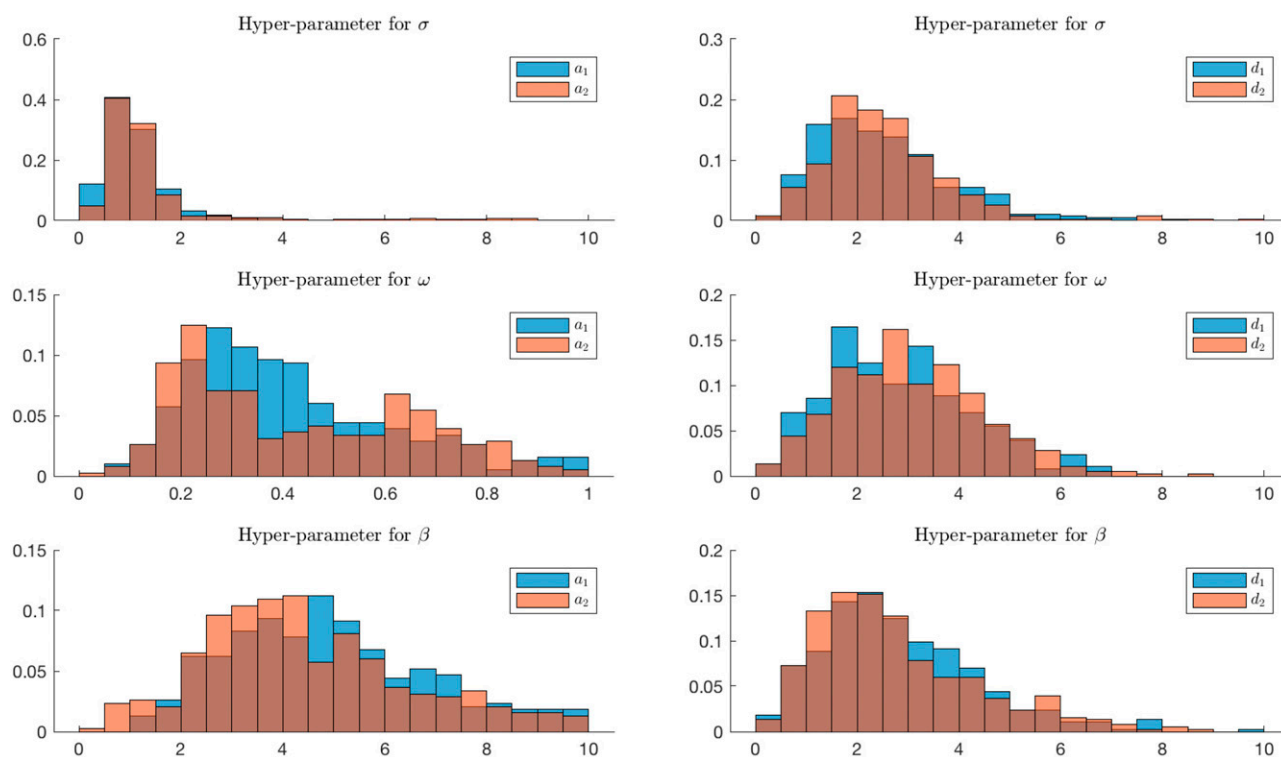 Hyper-parameter for σ
0.6
0.4
0.2
0
0 2 4 6 8 10
a₁
a₂
Hyper-parameter for σ
0.3
0.2
0.1
0
0 2 4 6 8 10
d₁
d₂
Hyper-parameter for ω
0.15
0.1
0.05
0
0 0.2 0.4 0.6 0.8 1
a₁
a₂
Hyper-parameter for ω
0.2
0.15
0.1
0.05
0
0 2 4 6 8 10
d₁
d₂
Hyper-parameter for β
0.15
0.1
0.05
0
0 2 4 6 8 10
a₁
a₂
Hyper-parameter for β
0.2
0.15
0.1
0.05
0
0 2 4 6 8 10
d₁
d₂